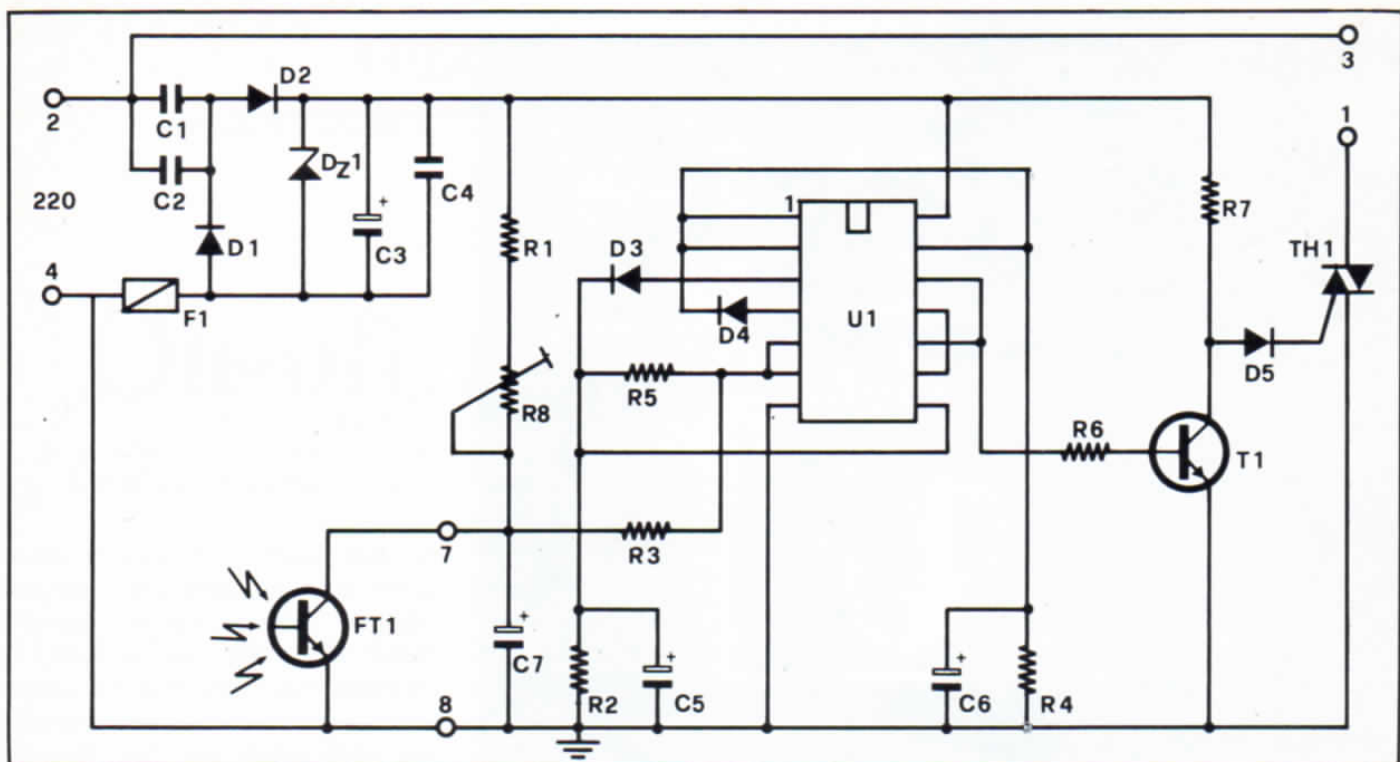 3
D2
2
C1
1
C2
DZ1
C4
220
1
R7
+
D1
C3
R1
D3
TH1
4
F1
D4
U1
D5
R5
R8
R6
T1
7
R3
FT1
+
C7
+
C5
+
C6
R4
8
R2